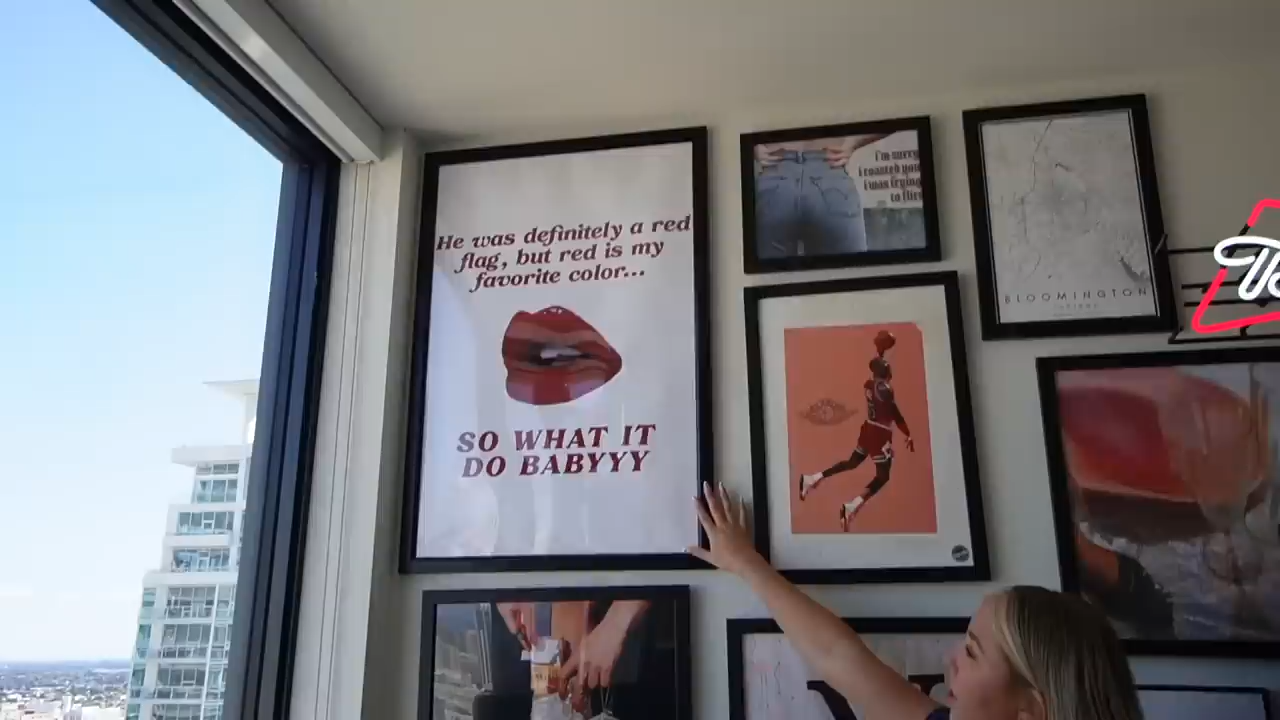 He was definitely a red
flag, but red is my
favorite color...
SO WHAT IT
DO BABYYY
i'm sorry
i roasted you
i was trying
to flirt
BLOOMINGTON